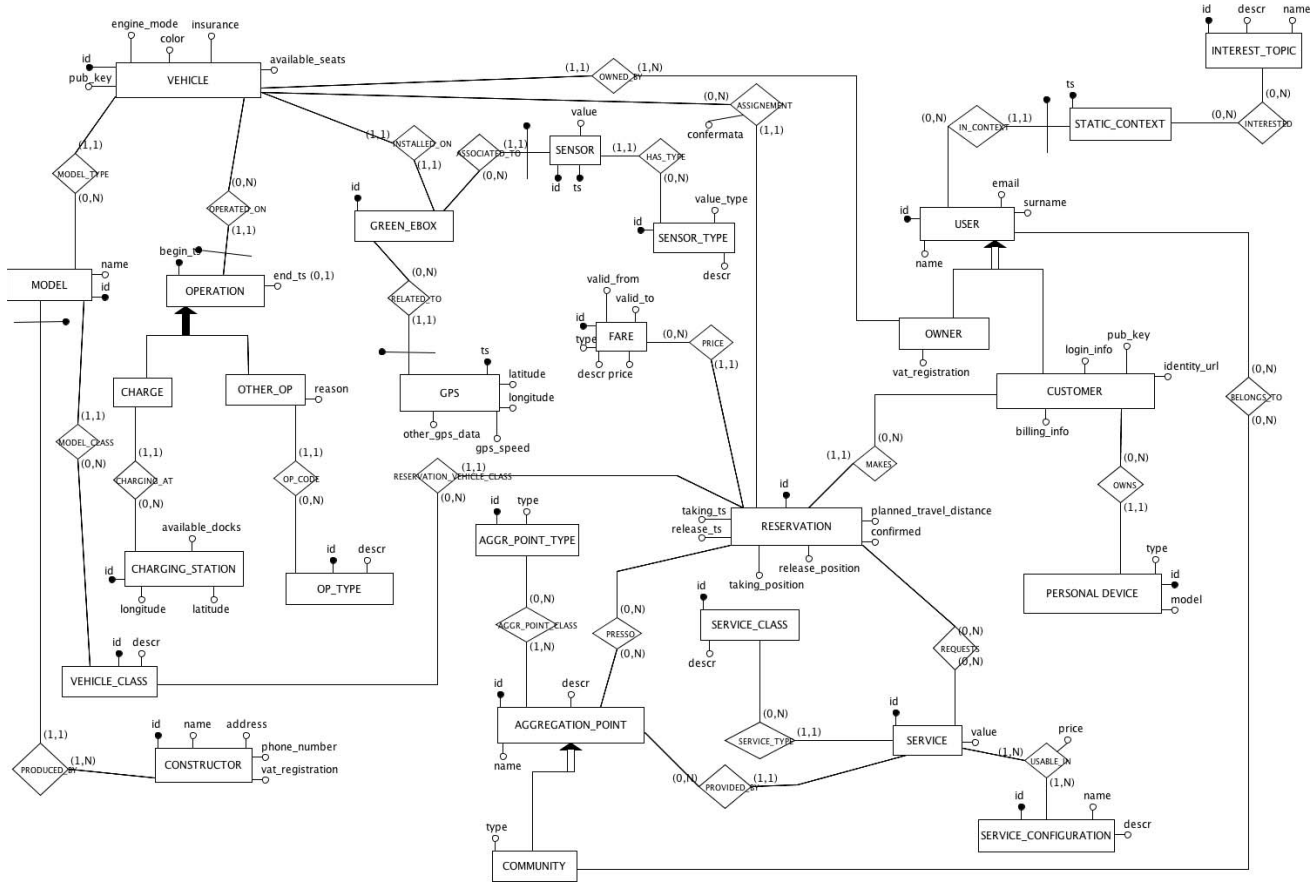 id descr name
engine_mode insurance
color
INTEREST_TOPIC
id available_seats
pub_key VEHICLE (1,1) OWNED_BY (1,N)
(0,N)
(0,N) ASSIGNEMENT
confermata (1,1)
value
ts
(0,N) IN_CONTEXT (1,1) STATIC_CONTEXT (0,N) INTERESTED
(1,1) INSTALLED_ON
(1,1)
ASSOCIATED_TO (1,1) SENSOR (1,1) HAS_TYPE
(0,N) id ts (0,N)
(1,1)
MODEL_TYPE
(0,N)
(0,N)
OPERATED_ON
(1,1)
id
GREEN_EBOX
value_type
id SENSOR_TYPE
descr
email
surname
id USER
name
begin_ts
end_ts (0,1)
OPERATION
name
MODEL id
(0,N)
RELATED_TO
(1,1)
valid_from
valid_to
id
type FARE (0,N) PRICE
(1,1)
descr price
OWNER
vat_registration
pub_key
login_info
identity_url
CUSTOMER
billing_info
(0,N)
BELONGS_TO
(0,N)
CHARGE
OTHER_OP reason
ts
latitude
GPS longitude
other_gps_data
gps_speed
(1,1)
MODEL_CLASS
(0,N)
(1,1)
CHARGING_AT
(0,N)
(1,1)
OP_CODE
(0,N)
(1,1)
RESERVATION_VEHICLE_CLASS
(0,N)
(0,N)
(1,1) MAKES
(0,N)
OWNS
(1,1)
id type
AGGR_POINT_TYPE
id
taking_ts planned_travel_distance
release_ts RESERVATION confirmed
release_position
taking_position
available_docks
CHARGING_STATION
id
longitude latitude
id descr
OP_TYPE
type
id
PERSONAL DEVICE model
(0,N)
AGGR_POINT_CLASS
(1,N)
(0,N)
PRESSO
(0,N)
id
SERVICE_CLASS
descr
(0,N)
REQUESTS
(0,N)
id descr
VEHICLE_CLASS
id descr
AGGREGATION_POINT
name
(0,N)
SERVICE_TYPE (1,1)
id
SERVICE value
(1,N)
price
USABLE_IN
(1,N)
id name address
phone_number
CONSTRUCTOR vat_registration
(1,1)
PRODUCED_BY (1,N)
(0,N) PROVIDED_BY (1,1)
id name
descr
SERVICE_CONFIGURATION
type
COMMUNITY